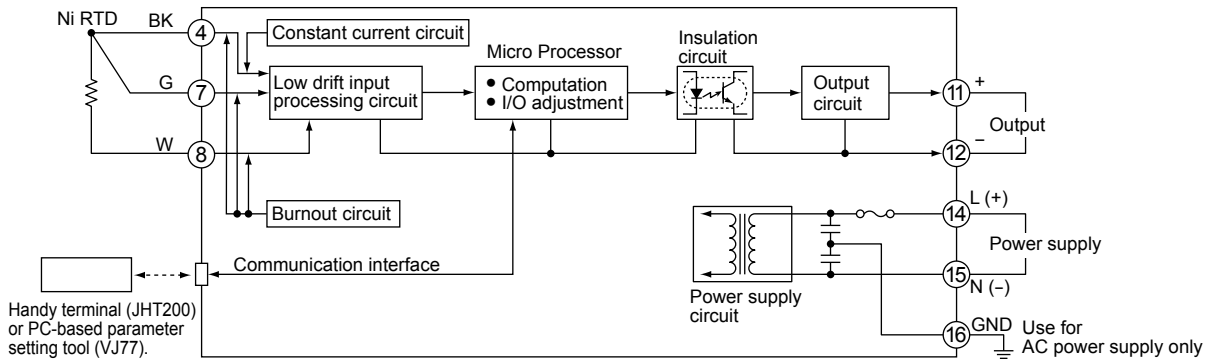 Ni RTD
BK
4
Constant current circuit
G
7
Low drift input
processing circuit
W
8
Burnout circuit
Micro Processor
● Computation
● I/O adjustment
Insulation
circuit
Output
circuit
11
+
Output
12
−
Communication interface
Handy terminal (JHT200)
or PC-based parameter
setting tool (VJ77).
Power supply
circuit
14
L (+)
Power supply
15
N (−)
16
GND
Use for
AC power supply only